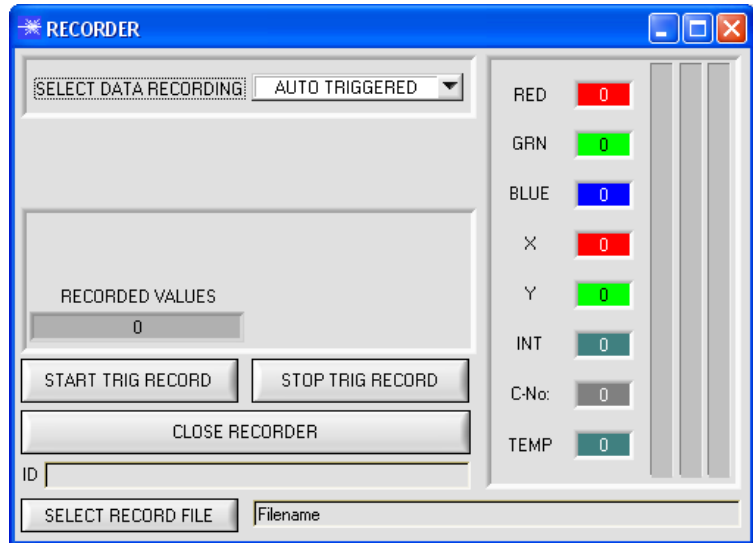 RECORDER
SELECT DATA RECORDING AUTO TRIGGERED
RECORDED VALUES
0
START TRIG RECORD STOP TRIG RECORD
CLOSE RECORDER
ID
SELECT RECORD FILE Filename
RED 0
GRN 0
BLUE 0
X 0
Y 0
INT 0
C-No: 0
TEMP 0